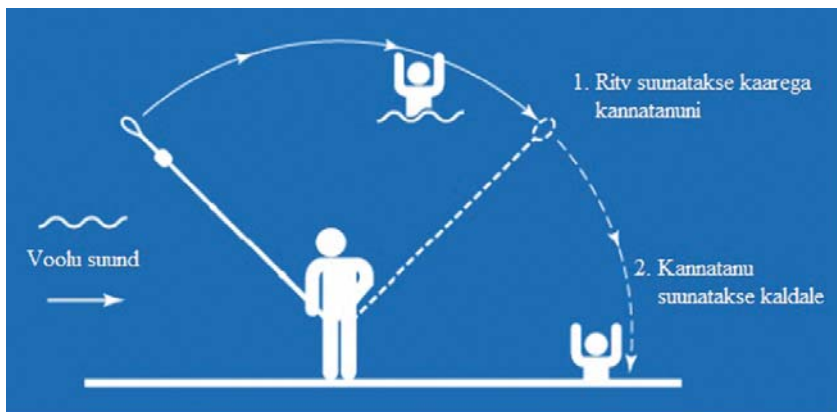 1. Ritv suunatakse kaarega
kannatanuni
Voolu suund
2. Kannatanu
suunatakse kaldale